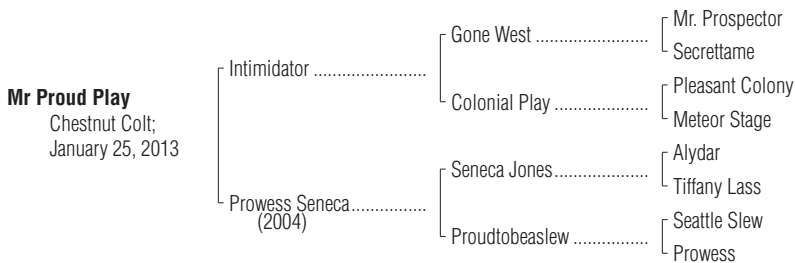 Mr. Prospector
Gone West ........................
Secrettame
Intimidator ........................
Pleasant Colony
Colonial Play ....................
Meteor Stage
Mr Proud Play
Chestnut Colt;
January 25, 2013
Alydar
Seneca Jones....................
Tiffany Lass
Prowess Seneca................
(2004)
Seattle Slew
Proudtobeaslew ................
Prowess